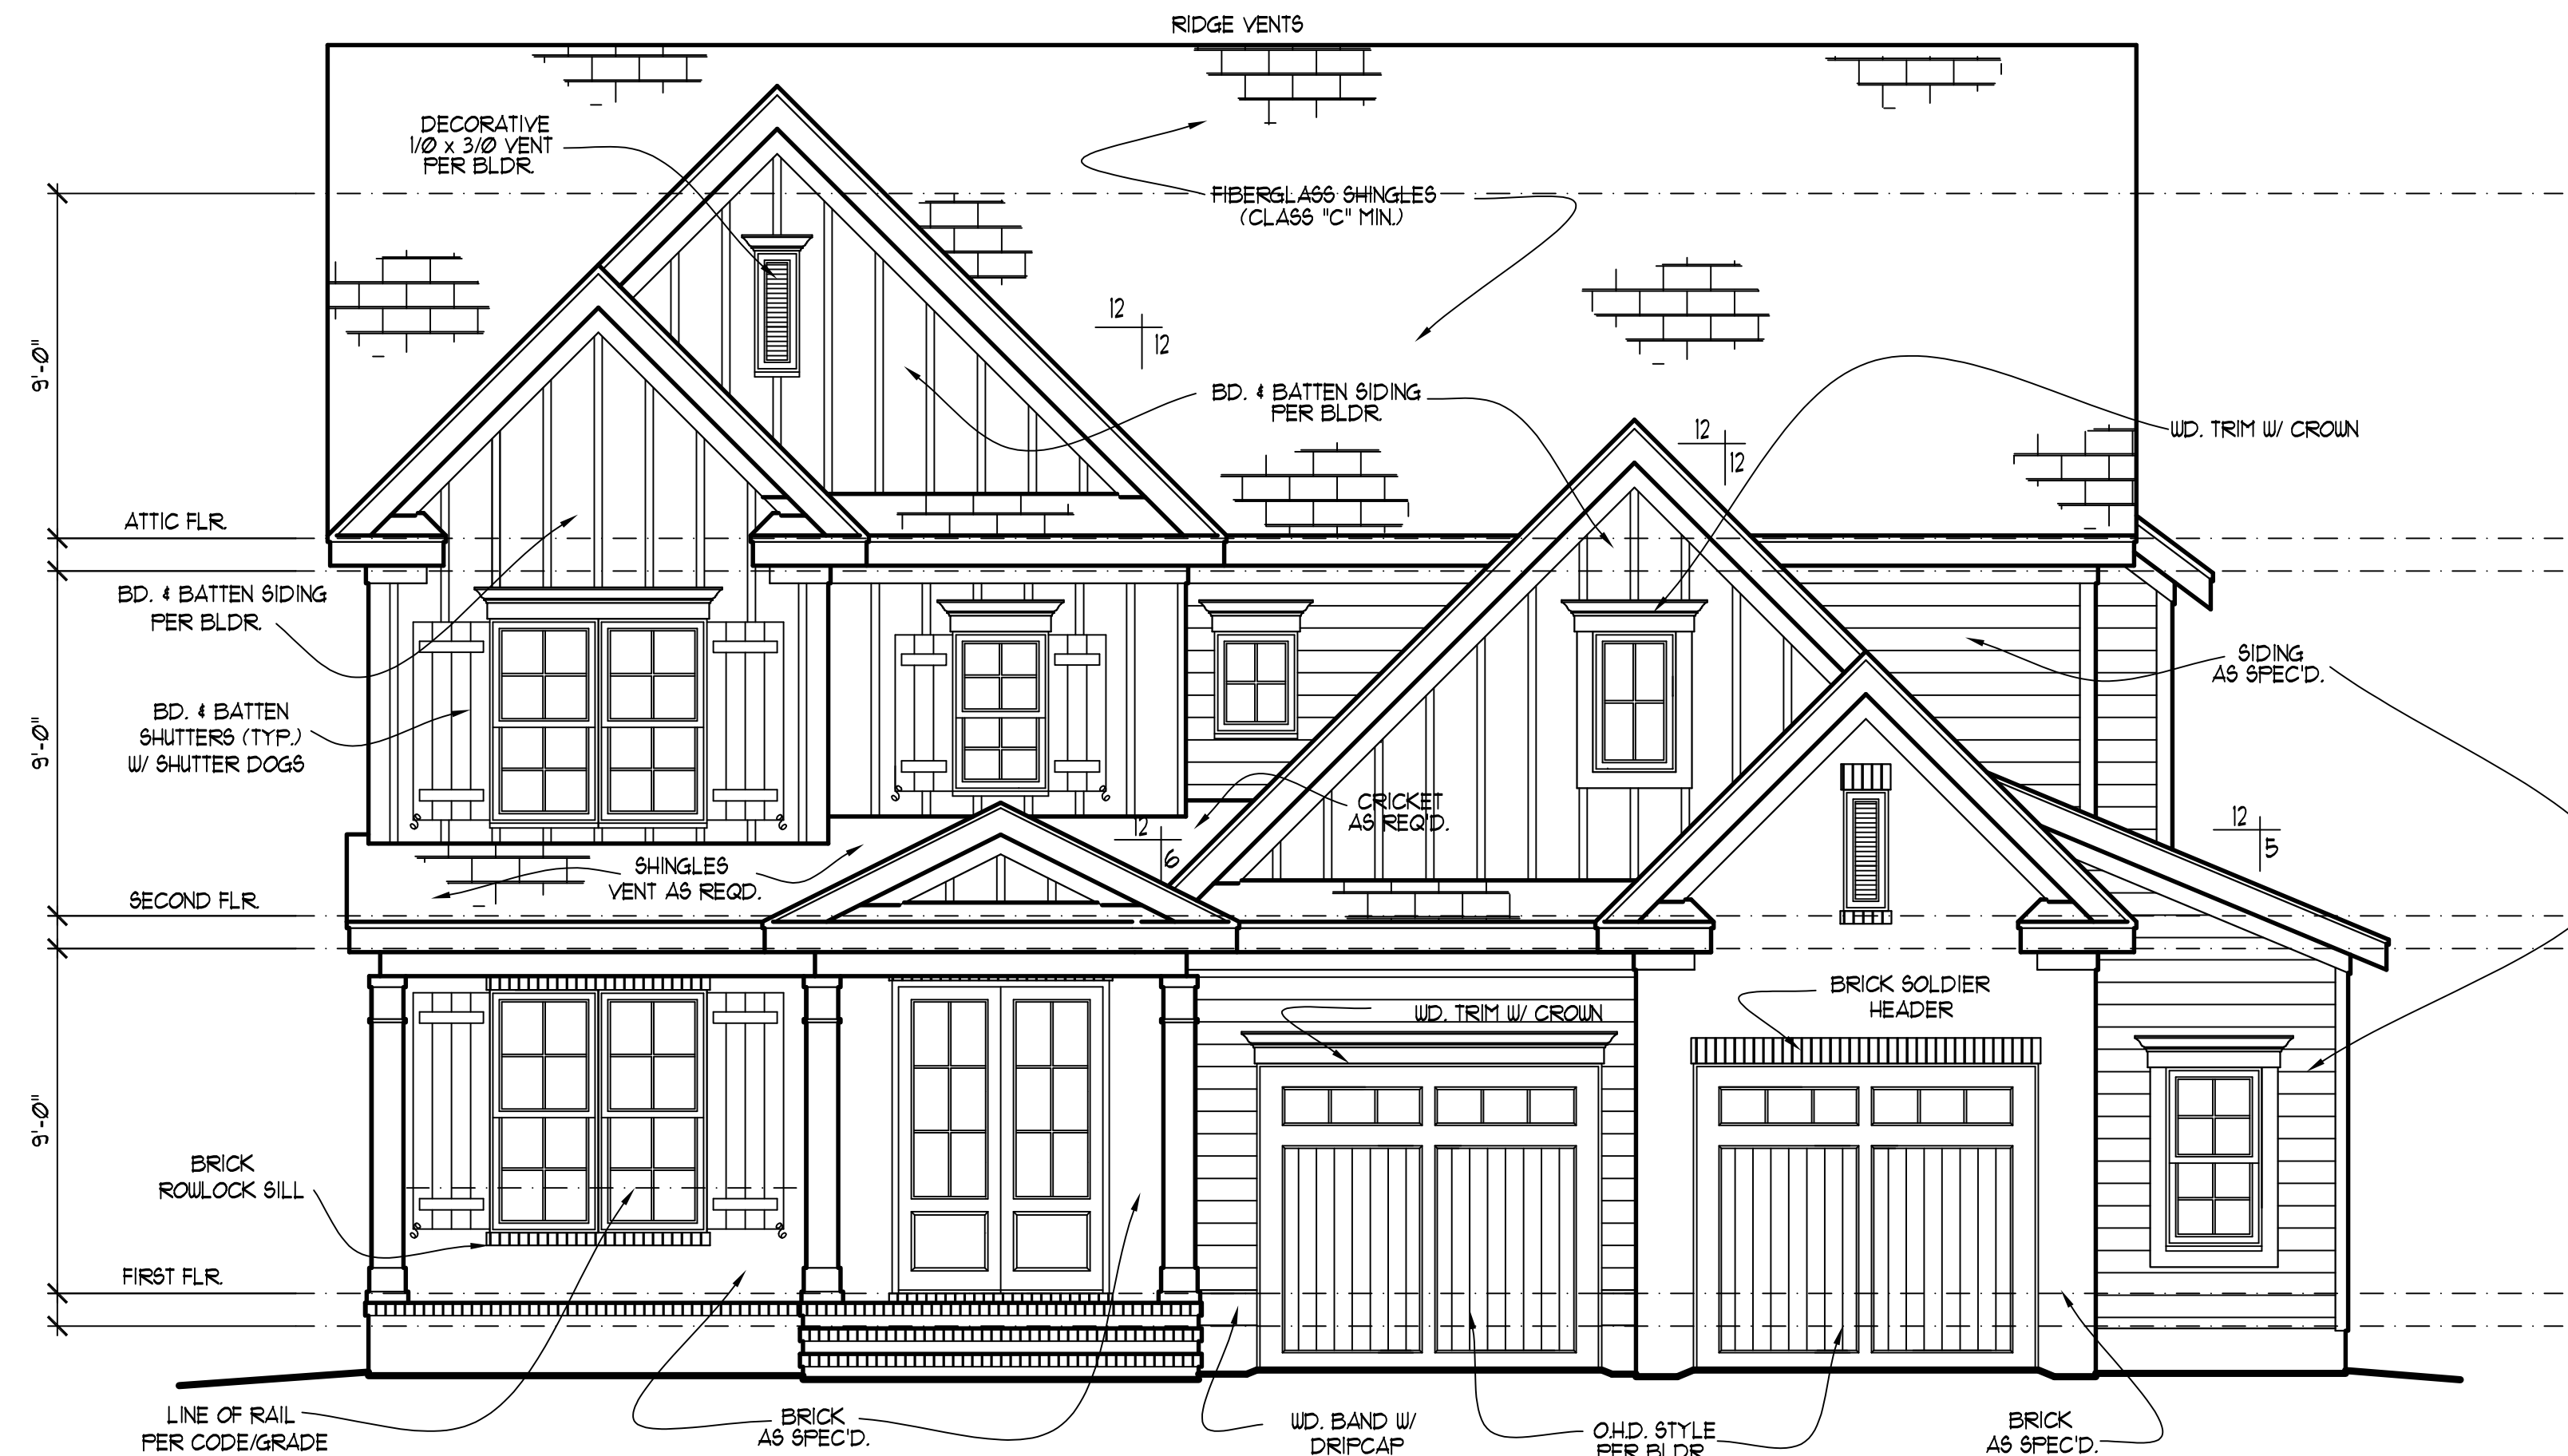 RIDGE VENTS
DECORATIVE
1/0 x 3/0 VENT
PER BLDR.
FIBERGLASS SHINGLES
(CLASS "C" MIN.)
12
12
9'-0"
BD. & BATTEN SIDING
PER BLDR.
12
12
WD. TRIM W/ CROWN
ATTIC FLR.
BD. & BATTEN SIDING
PER BLDR.
SIDING
AS SPEC'D.
BD. & BATTEN
SHUTTERS (TYP.)
W/ SHUTTER DOGS
9'-0"
CRICKET
AS REQ'D.
12
6
12
5
SHINGLES
VENT AS REQD.
SECOND FLR.
BRICK SOLDIER
HEADER
WD. TRIM W/ CROWN
9'-0"
BRICK
ROWLOCK SILL
FIRST FLR.
LINE OF RAIL
PER CODE/GRADE
BRICK
AS SPEC'D.
WD. BAND W/
DRIPCAP
O.H.D. STYLE
PER BLDR
BRICK
AS SPEC'D.